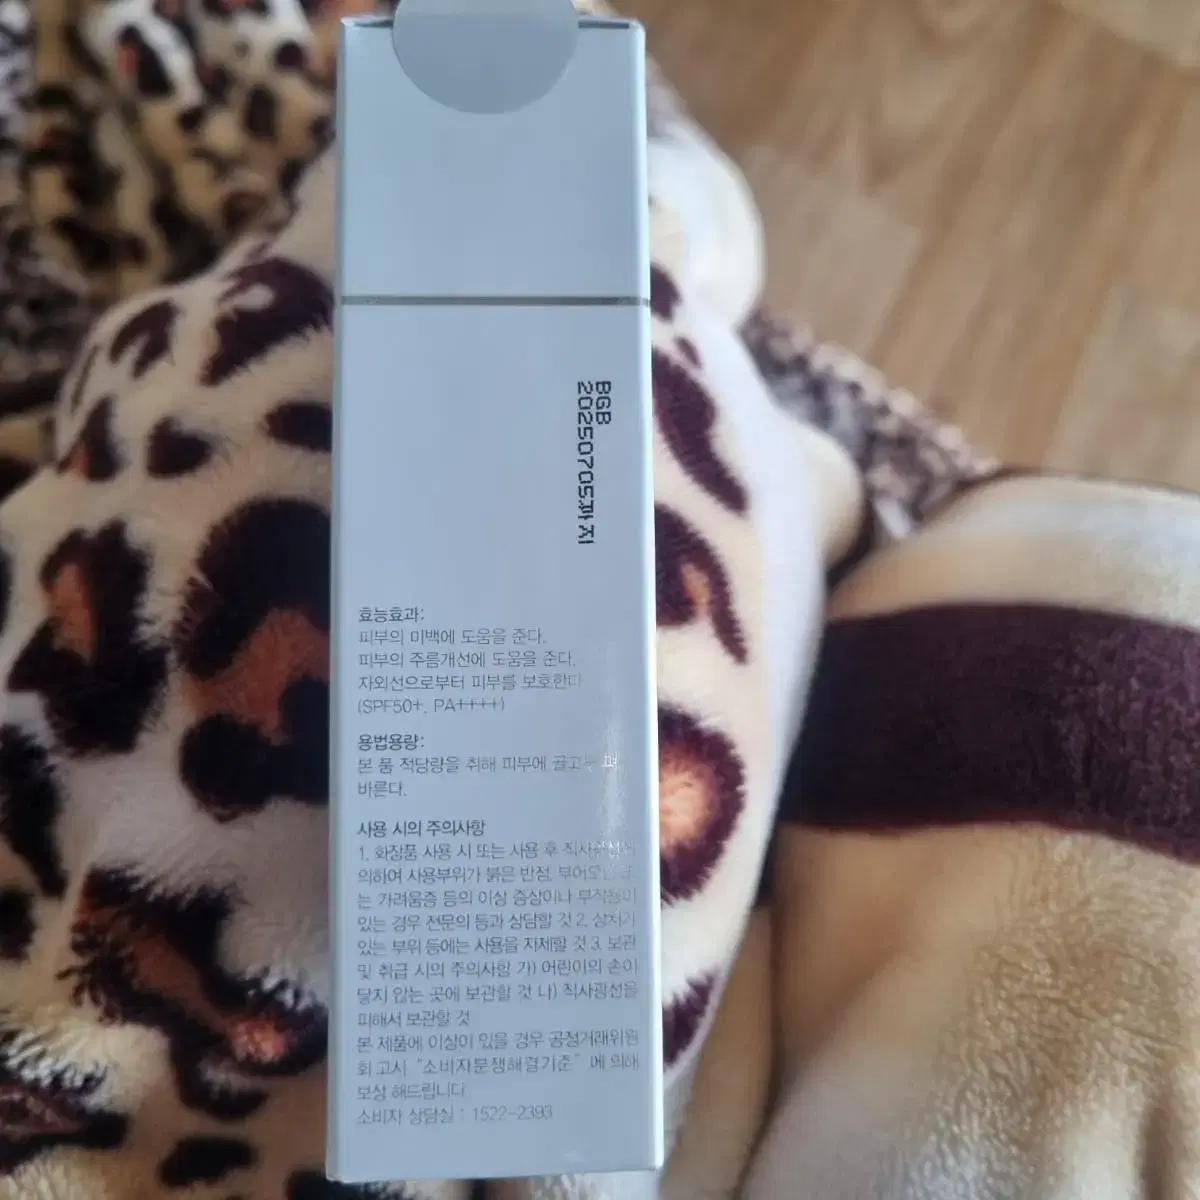 BGB
20250705까지
효능효과:
피부의 미백에 도움을 준다.
피부의 주름개선에 도움을 준다.
자외선으로부터 피부를 보호한다
(SPF50+, PA++++)
용법용량:
본 품 적당량을 취해 피부에 골고루 펴
바른다.
사용 시의 주의사항
1. 화장품 사용 시 또는 사용 후 직사광선에
의하여 사용부위가 붉은 반점, 부어오름 또
는 가려움증 등의 이상 증상이나 부작용이
있는 경우 전문의 등과 상담할 것 2. 상처가
있는 부위 등에는 사용을 자제할 것 3. 보관
및 취급 시의 주의사항 가) 어린이의 손이
닿지 않는 곳에 보관할 것 나) 직사광선을
피해서 보관할 것
본 제품에 이상이 있을 경우 공정거래위원
회 고시 "소비자분쟁해결기준" 에 의해
보상 해드립니다
소비자 상담실 : 1522-2393